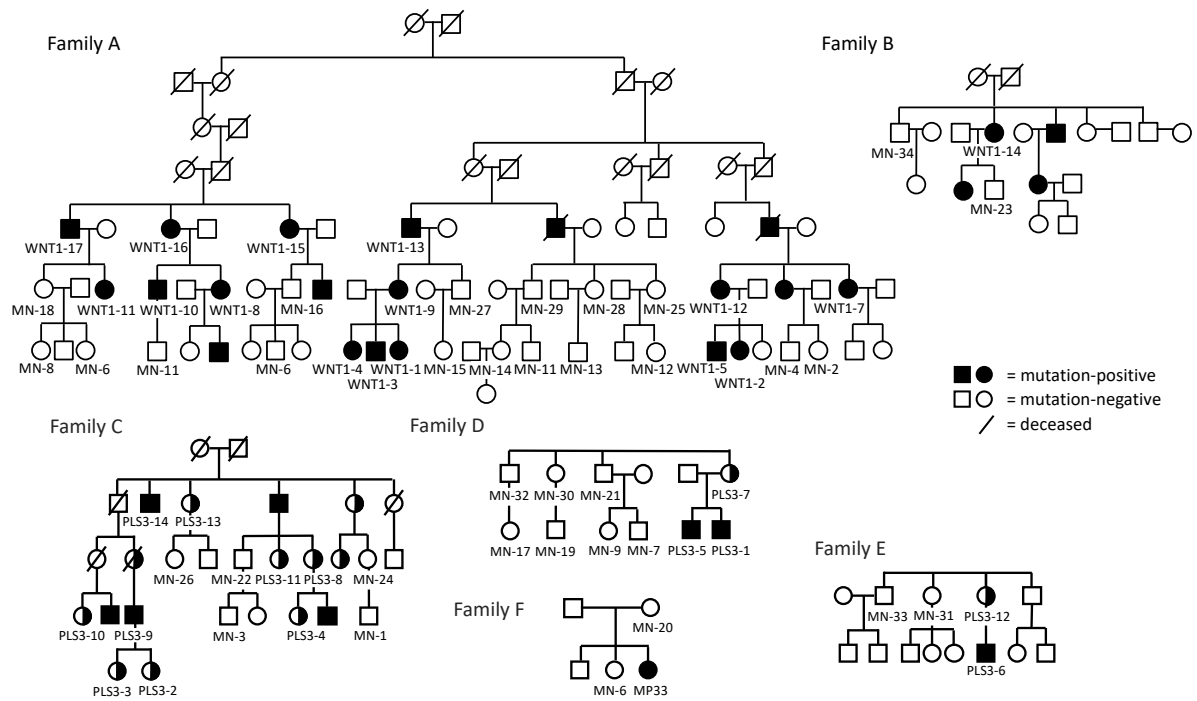 Family A
Family B
MN-34
WNT1-14
MN-23
WNT1-17
WNT1-16
WNT1-15
WNT1-13
MN-18
WNT1-11
WNT1-10
WNT1-8
MN-16
WNT1-9
MN-27
MN-29
MN-28
MN-25
WNT1-12
WNT1-7
MN-8
MN-6
MN-11
MN-6
WNT1-4
WNT1-3
WNT1-1
MN-15
MN-14
MN-11
MN-13
MN-12
WNT1-5
WNT1-2
MN-4
MN-2
= mutation-positive
= mutation-negative
= deceased
Family C
PLS3-14
PLS3-13
MN-26
MN-22
PLS3-11
PLS3-8
MN-24
PLS3-10
PLS3-9
MN-3
PLS3-4
MN-1
PLS3-3
PLS3-2
Family D
MN-32
MN-30
MN-21
PLS3-7
MN-17
MN-19
MN-9
MN-7
PLS3-5
PLS3-1
Family E
MN-33
MN-31
PLS3-12
PLS3-6
Family F
MN-20
MN-6
MP33